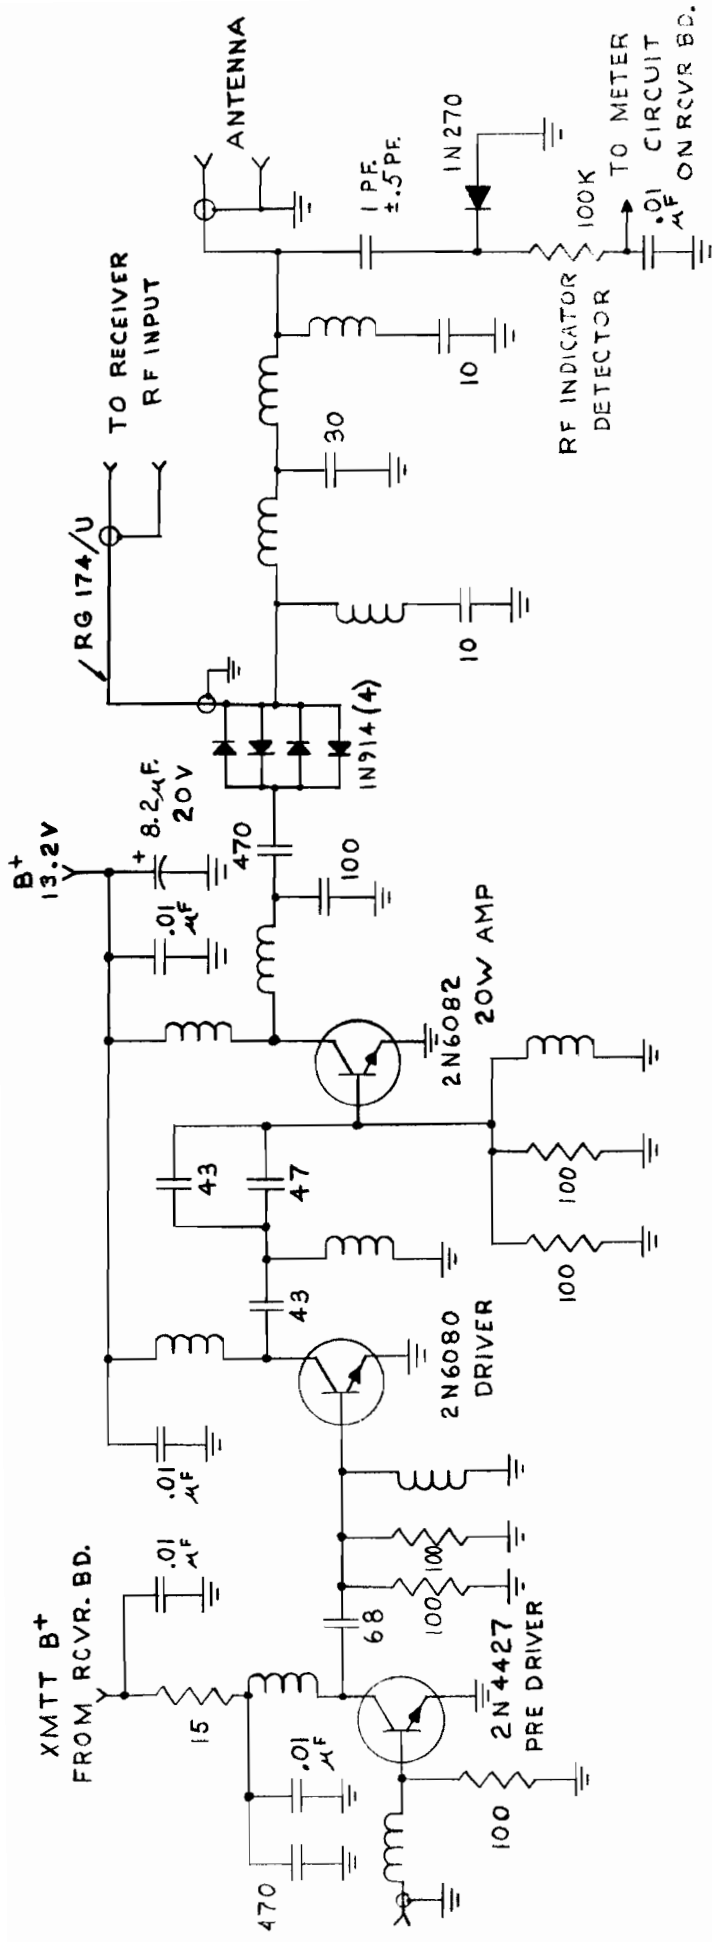 XMTT B+
FROM RCVR. BD.
.01
μF
15
470
.01
μF
100
2N4427
PRE DRIVER
68
100
100
.01
μF
43
2N6080
DRIVER
43
47
100
100
B+
13.2V
.01
μF
+
8.2μF.
20V
2N6082
20W AMP
470
100
1N914 (4)
RG 174/U
TO RECEIVER
RF INPUT
10
30
10
ANTENNA
1 PF.
±.5 PF.
1N270
100K
RF INDICATOR
DETECTOR
.01
μF
TO METER
CIRCUIT
ON RCVR BD.